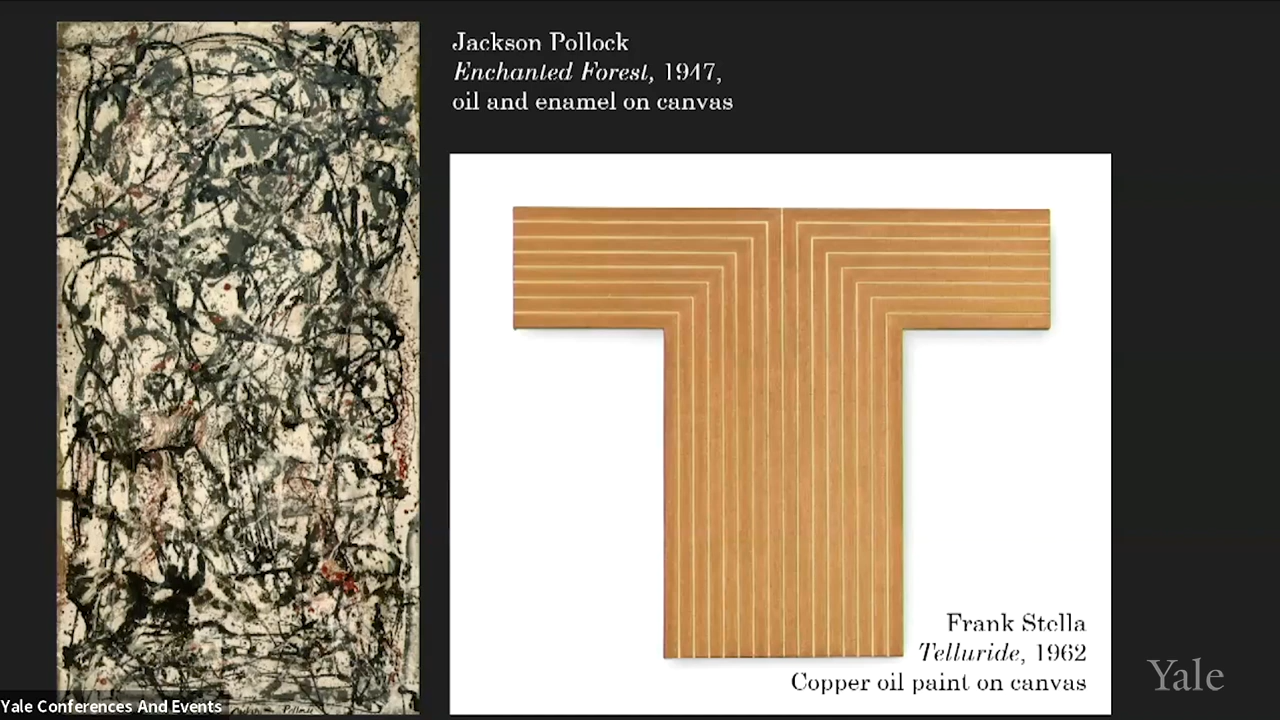 Jackson Pollock
Enchanted Forest, 1947,
oil and enamel on canvas
Frank Stella
Telluride, 1962
Copper oil paint on canvas
Yale
Yale Conferences And Events